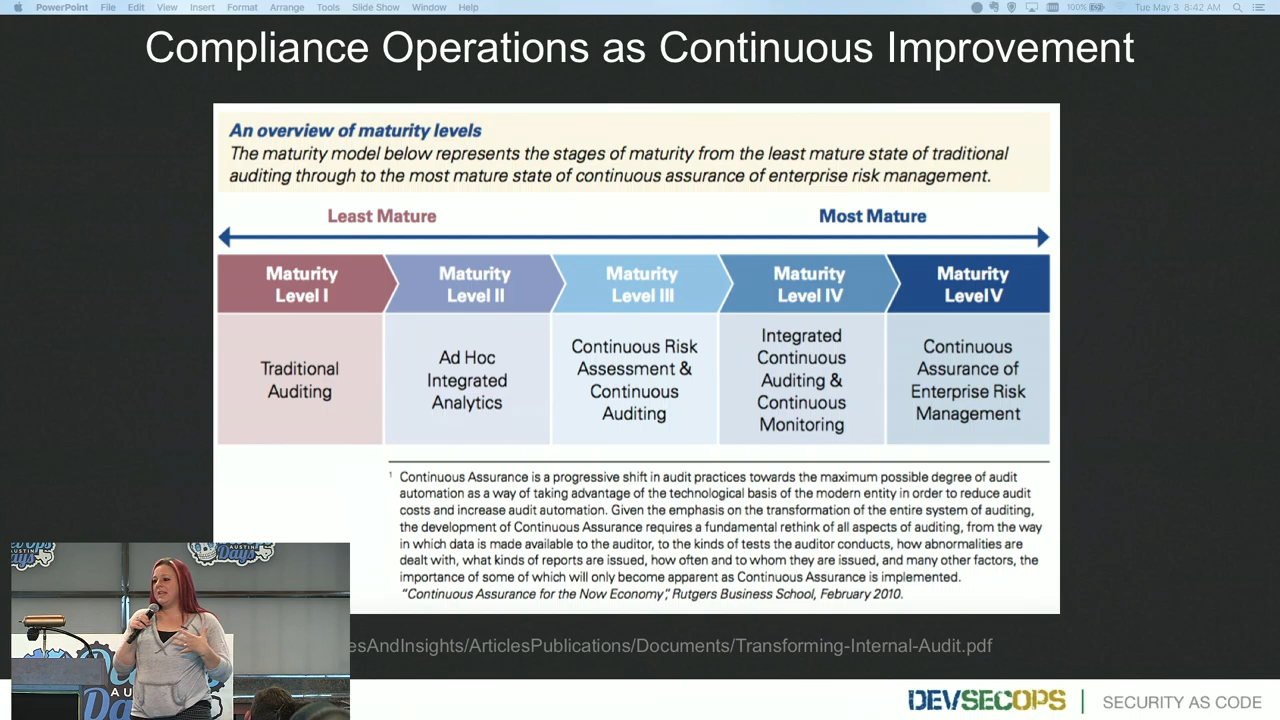 PowerPoint File Edit View Insert Format Arrange Tools Slide Show Window Help 100% Tue May 3 8:42 AM
Compliance Operations as Continuous Improvement
An overview of maturity levels
The maturity model below represents the stages of maturity from the least mature state of traditional
auditing through to the most mature state of continuous assurance of enterprise risk management.
Least Mature
Most Mature
Maturity
Level I
Maturity
Level II
Maturity
Level III
Maturity
Level IV
Maturity
Level V
Traditional
Auditing
Ad Hoc
Integrated
Analytics
Continuous Risk
Assessment &
Continuous
Auditing
Integrated
Continuous
Auditing &
Continuous
Monitoring
Continuous
Assurance of
Enterprise Risk
Management
1 Continuous Assurance is a progressive shift in audit practices towards the maximum possible degree of audit
automation as a way of taking advantage of the technological basis of the modern entity in order to reduce audit
costs and increase audit automation. Given the emphasis on the transformation of the entire system of auditing,
the development of Continuous Assurance requires a fundamental rethink of all aspects of auditing, from the way
in which data is made available to the auditor, to the kinds of tests the auditor conducts, how abnormalities are
dealt with, what kinds of reports are issued, how often and to whom they are issued, and many other factors, the
importance of some of which will only become apparent as Continuous Assurance is implemented.
"Continuous Assurance for the Now Economy", Rutgers Business School, February 2010.
esAndInsights/ArticlesPublications/Documents/Transforming-Internal-Audit.pdf
AUSTIN
Days
Days
AU
Da
DEVSECOPS | SECURITY AS CODE